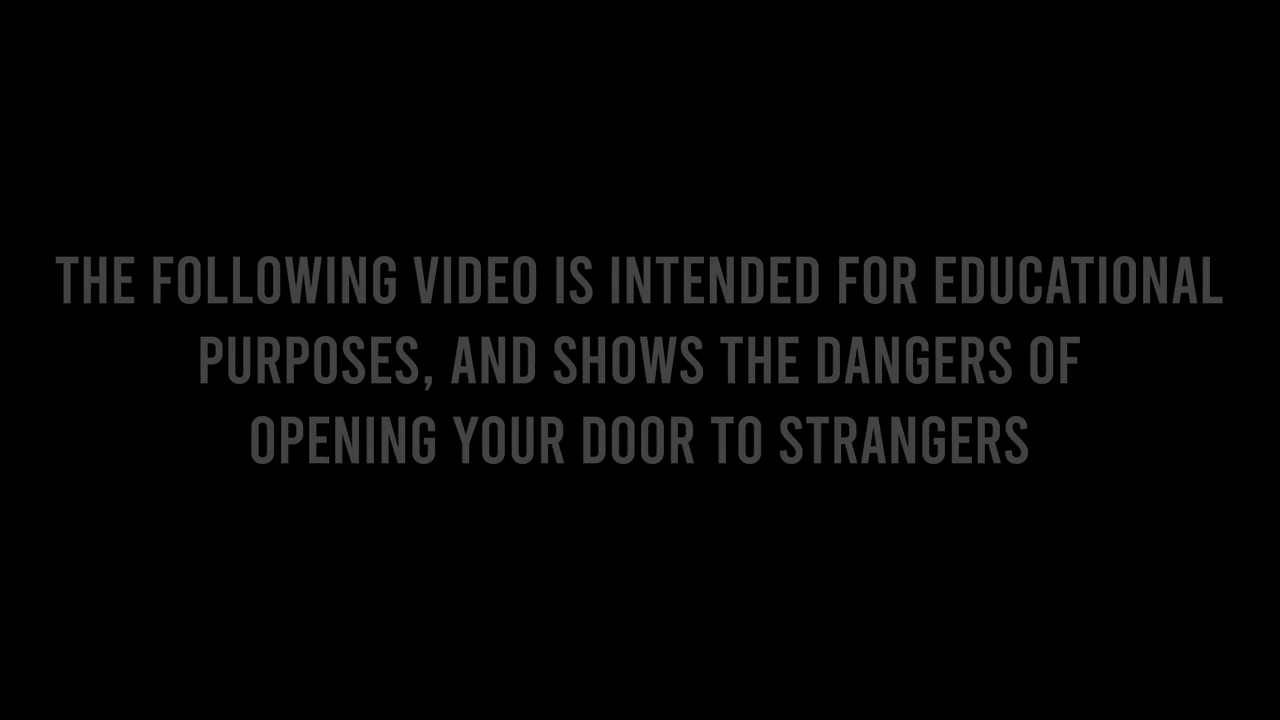 THE FOLLOWING VIDEO IS INTENDED FOR EDUCATIONAL
PURPOSES, AND SHOWS THE DANGERS OF
OPENING YOUR DOOR TO STRANGERS